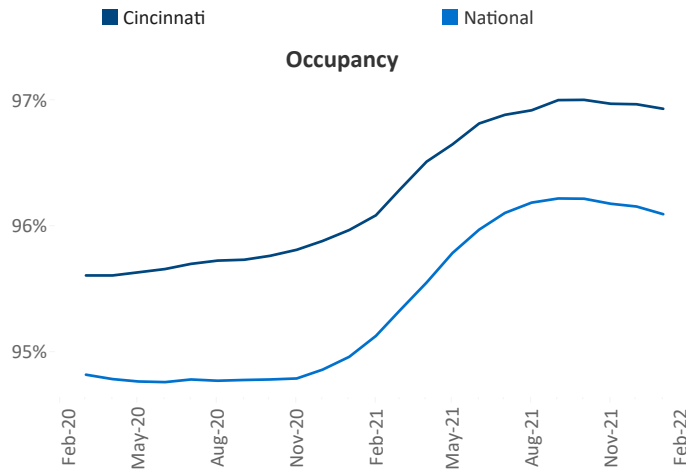 Cincinnati National
Occupancy
97%
96%
95%
Feb-20 May-20 Aug-20 Nov-20 Feb-21 May-21 Aug-21 Nov-21 Feb-22